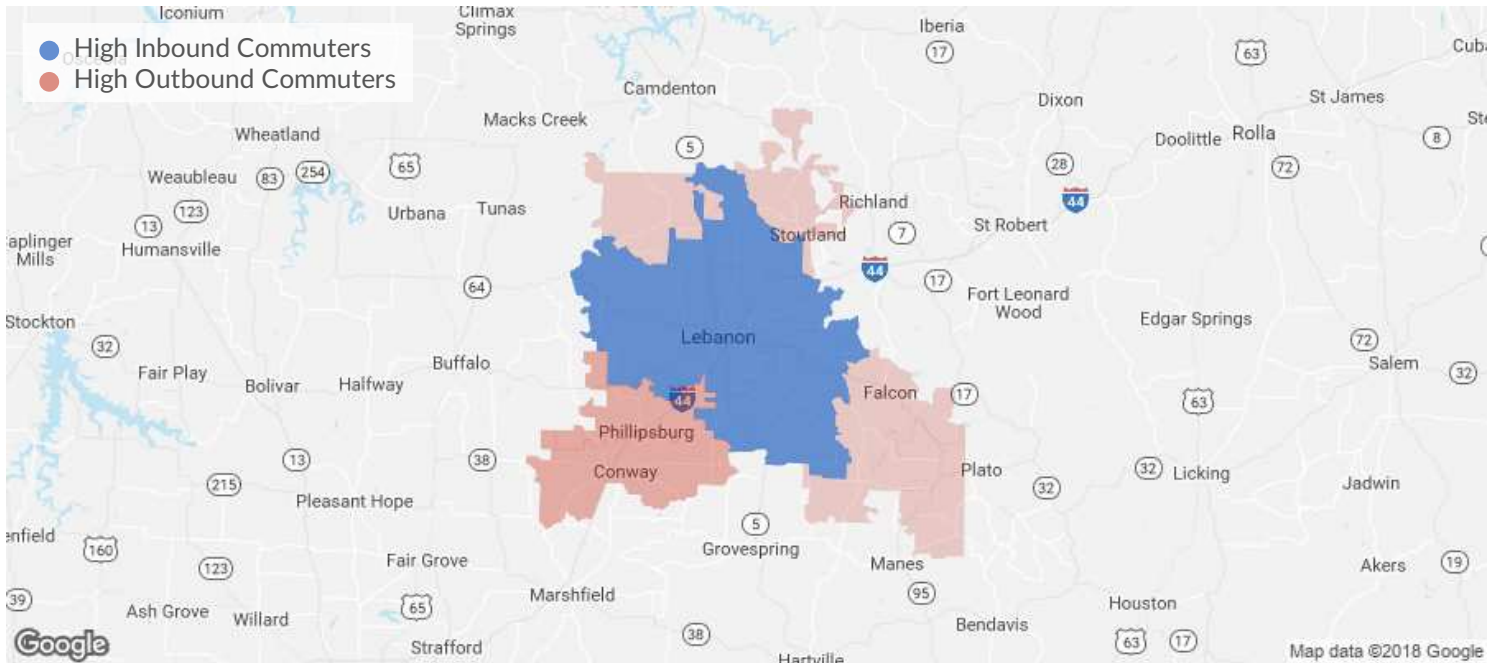 Iconium
Climax
Springs
Iberia
17
63
High Inbound Commuters
High Outbound Commuters
Osceola
Camdenton
Dixon
St James
Macks Creek
Wheatland
5
Doolittle
Rolla
8
65
28
72
Weaubleau
83
254
44
Richland
123
13
Urbana
Tunas
Stoutland
7
St Robert
Humansville
aplinger
Mills
44
64
17
Fort Leonard
Wood
Edgar Springs
Stockton
32
Lebanon
72
Salem
32
Fair Play
Bolivar
Halfway
Buffalo
44
Falcon
17
63
Phillipsburg
13
38
Conway
Plato
32
Licking
Jadwin
215
Pleasant Hope
32
enfield
160
5
Grovespring
123
Fair Grove
Manes
Akers
19
39
Ash Grove
Willard
65
Marshfield
95
Houston
Bendavis
Google
Strafford
38
Hartville
63
17
Map data ©2018 Google